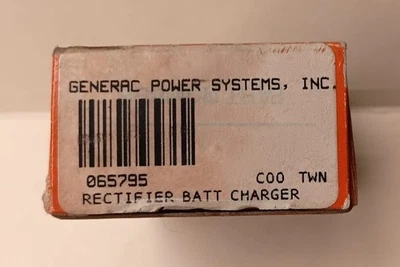 GENERAC POWER SYSTEMS, INC.
065795 COO TWN
RECTIFIER BATT CHARGER